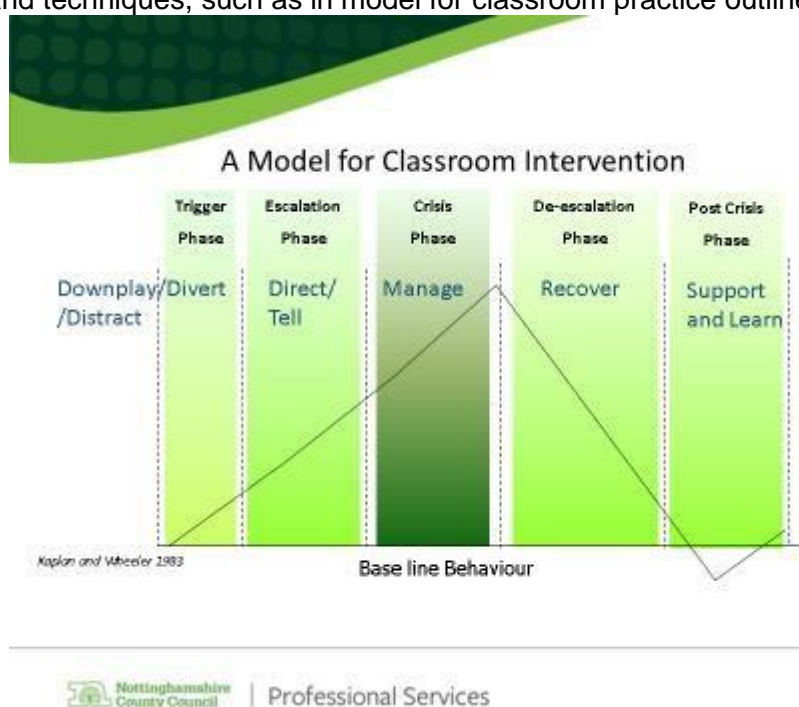 nd techniques, such as in model for classroom practice outline
A Model for Classroom Intervention
Trigger
Phase
Escalation
Phase
Crisis
Phase
De-escalation
Phase
Post Crisis
Phase
Downplay/Divert
/Distract
Direct/
Tell
Manage
Recover
Support
and Learn
Kaplan and Wheeler 1983
Base line Behaviour
Nottinghamshire
County Council
Professional Services